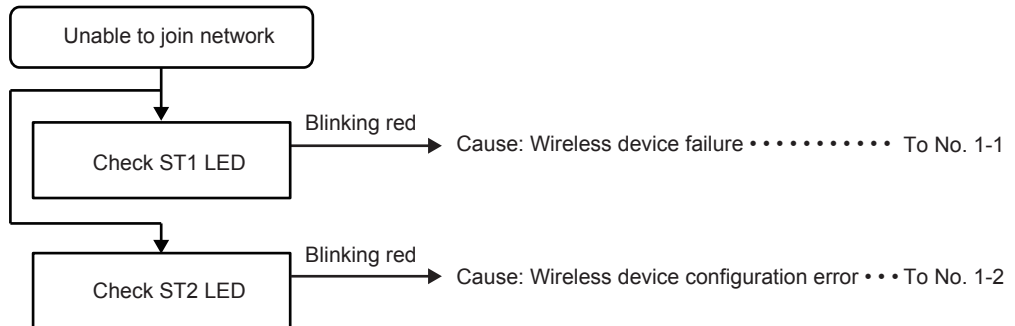 Unable to join network
Blinking red
Check ST1 LED
Cause: Wireless device failure • • • • • • • • • • • To No. 1-1
Blinking red
Check ST2 LED
Cause: Wireless device configuration error • • • To No. 1-2